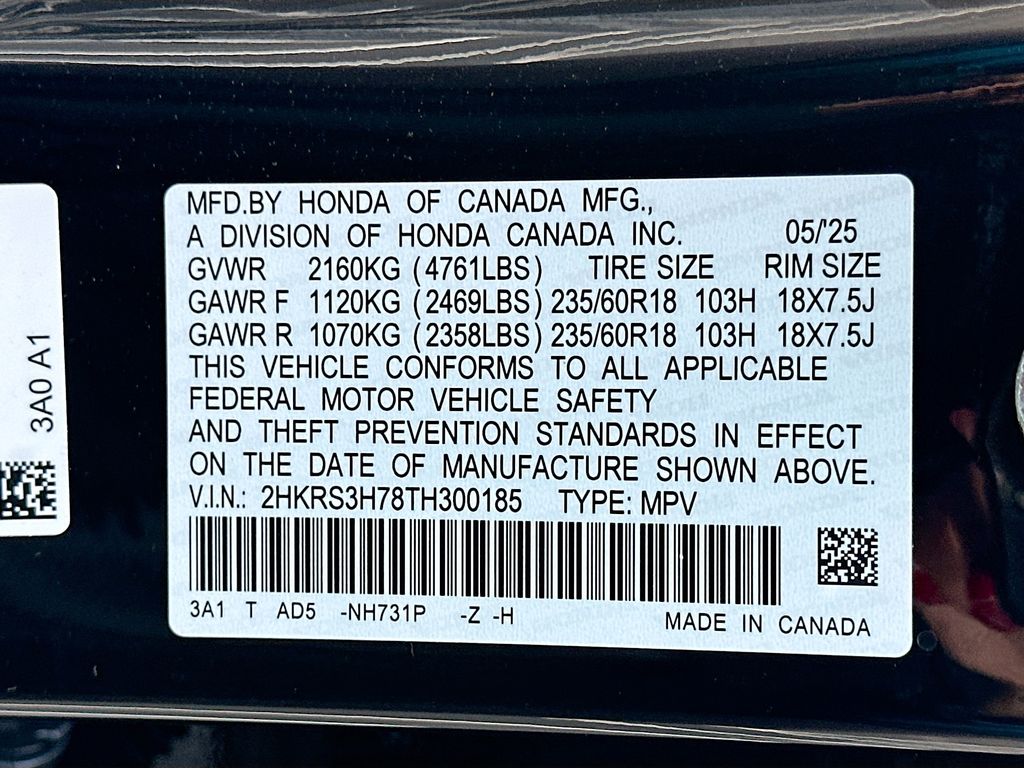 MFD.BY HONDA OF CANADA MFG.,
A DIVISION OF HONDA CANADA INC. 05/'25
GVWR 2160KG (4761LBS) TIRE SIZE RIM SIZE
GAWR F 1120KG (2469LBS) 235/60R18 103H 18X7.5J
GAWR R 1070KG (2358LBS) 235/60R18 103H 18X7.5J
THIS VEHICLE CONFORMS TO ALL APPLICABLE
FEDERAL MOTOR VEHICLE SAFETY
AND THEFT PREVENTION STANDARDS IN EFFECT
ON THE DATE OF MANUFACTURE SHOWN ABOVE.
V.I.N.: 2HKRS3H78TH300185 TYPE: MPV
3A1 T AD5 -NH731P -Z -H MADE IN CANADA
3A0 A1